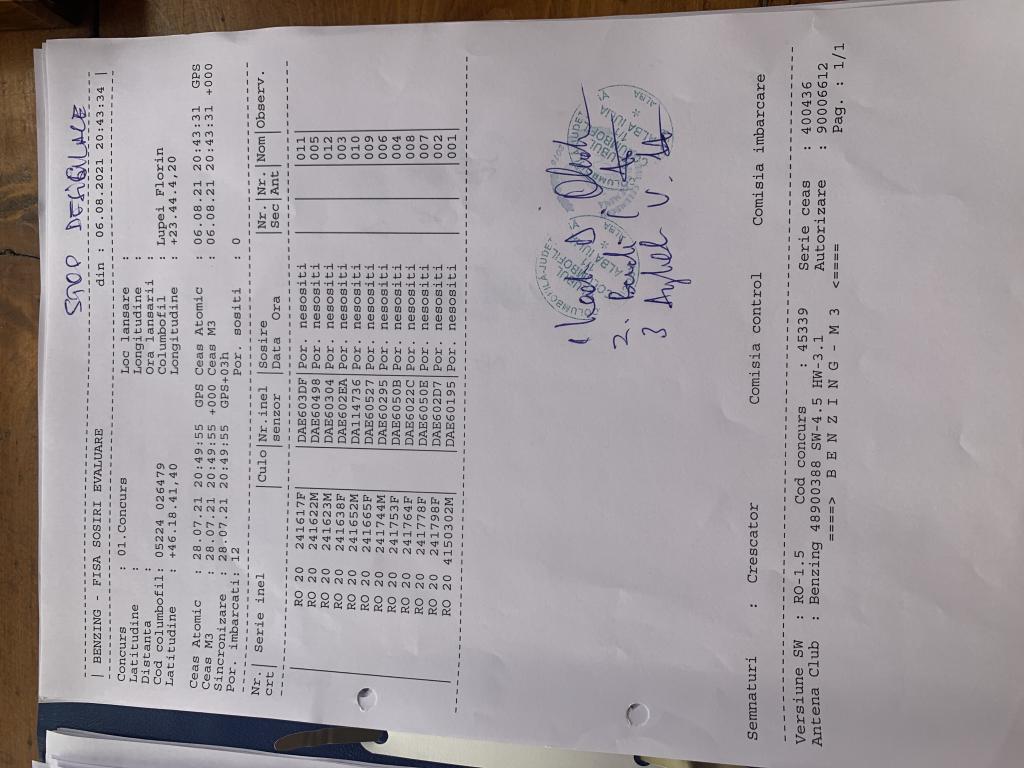 STOP DESIGILARE
| BENZING - FISA SOSIRI EVALUARE din : 06.08.2021 20:43:34 |
Concurs : 01.Concurs Loc lansare :
Latitudine : Longitudine :
Distanta : Ora lansarii :
Cod columbofil: 05224 026479 Columbofil : Lupei Florin
Latitudine : +46.18.41.40 Longitudine : +23.44.4.20
Ceas Atomic : 28.07.21 20:49:55 GPS Ceas Atomic : 06.08.21 20:43:31 GPS
Ceas M3 : 28.07.21 20:49:55 +000 Ceas M3 : 06.08.21 20:43:31 +000
Sincronizare : 28.07.21 20:49:55 GPS+03h
Por. imbarcati: 12 Por. sositi : 0
Nr.| Serie inel |Culo|Nr.inel |Sosire |Nr.|Nr.|Nom|Observ.
crt| | |senzor |Data Ora |Sec|Ant| |
RO 20 241617F |DAE603DF|Por. nesositi |011|
RO 20 241622M |DAE60498|Por. nesositi |005|
RO 20 241623M |DAE60304|Por. nesositi |012|
RO 20 241638F |DAE602EA|Por. nesositi |003|
RO 20 241652M |DA114736|Por. nesositi |010|
RO 20 241665F |DAE60527|Por. nesositi |009|
RO 20 241744M |DAE60295|Por. nesositi |006|
RO 20 241753F |DAE6050B|Por. nesositi |004|
RO 20 241764F |DAE6022C|Por. nesositi |008|
RO 20 241778F |DAE6050E|Por. nesositi |007|
RO 20 241798F |DAE602D7|Por. nesositi |002|
RO 20 4150302M |DAE60195|Por. nesositi |001|
1
2.
3
ALBA IULIA
ALBA IULIA
Semnaturi : Crescator Comisia control Comisia imbarcare
Versiune SW : RO-1.5 Cod concurs : 45339 Serie ceas : 400436
Antena Club : Benzing 48900388 SW-4.5 HW-3.1 Autorizare : 90006612
====> B E N Z I N G - M 3 <==== Pag. : 1/1